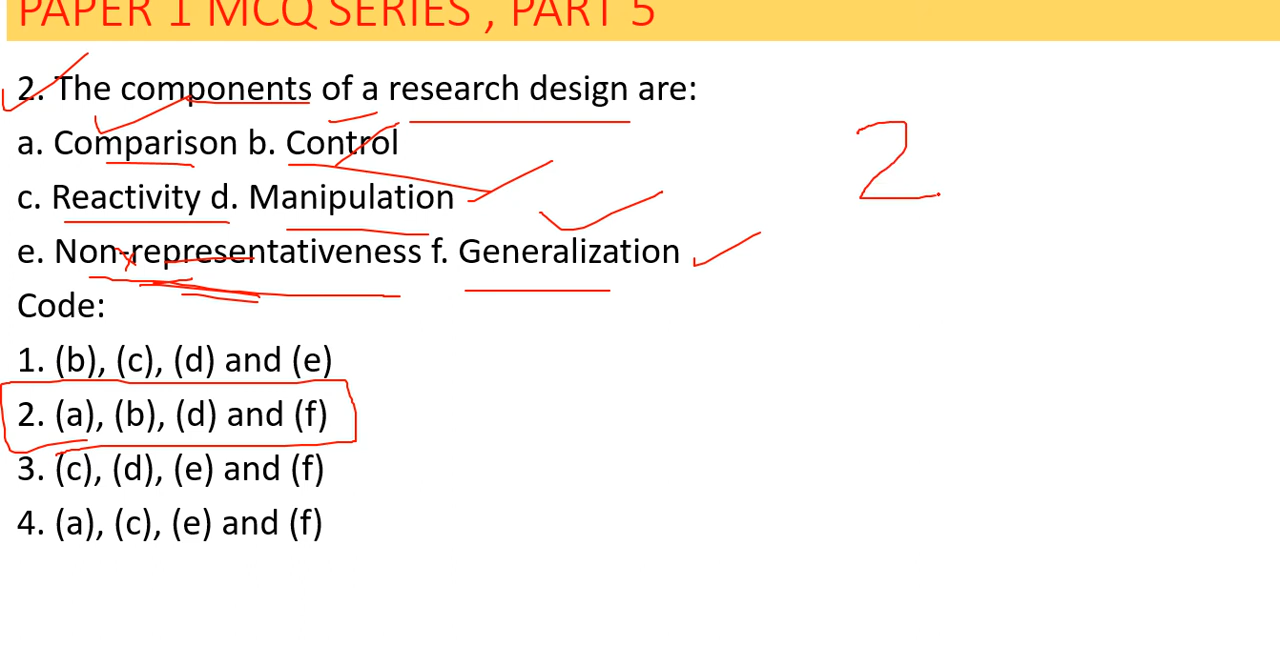 PAPER 1 MCQ SERIES , PART 5
2. The components of a research design are:
a. Comparison b. Control
2
c. Reactivity d. Manipulation
e. Non-representativeness f. Generalization
Code:
1. (b), (c), (d) and (e)
2. (a), (b), (d) and (f)
3. (c), (d), (e) and (f)
4. (a), (c), (e) and (f)